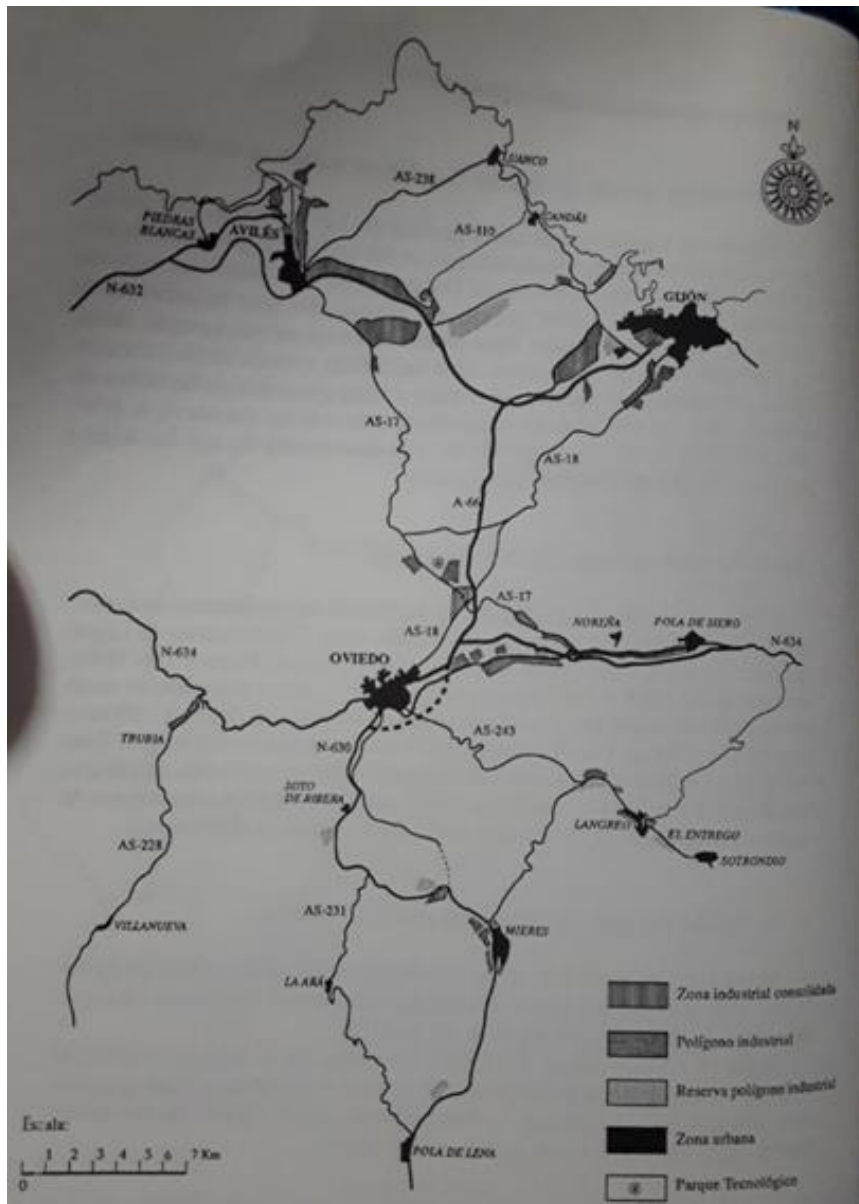 N
LUANCO
AS-238
CANDÁS
PIEDRAS
BLANCAS
AVILÉS
AS-110
N-632
GIJÓN
AS-17
AS-18
A-66
AS-17
NOREÑA
POLA DE SIERO
AS-18
N-634
N-634
OVIEDO
TRUBIA
N-630
AS-243
SOTO
DE RIBERA
LANGREO
EL ENTREGO
SOTRONDIO
AS-228
AS-231
VILLANUEVA
MIERES
LA ARÁ
Zona industrial consolidada
Polígono industrial
Reserva polígono industrial
Escala:
Zona urbana
1 2 3 4 5 6 7 Km
0
POLA DE LENA
Parque Tecnológico